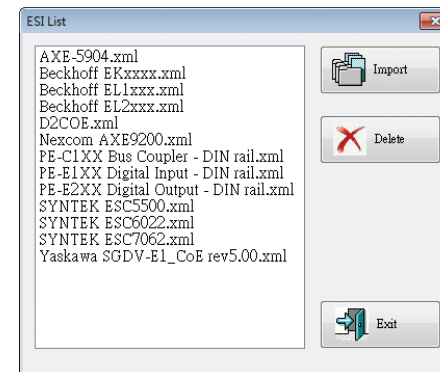 ESI List
AXE-5904.xml
Beckhoff EKxxxx.xml
Beckhoff EL1xxx.xml
Beckhoff EL2xxx.xml
D2COE.xml
Nexcom AXE9200.xml
PE-C1XX Bus Coupler - DIN rail.xml
PE-E1XX Digital Input - DIN rail.xml
PE-E2XX Digital Output - DIN rail.xml
SYNTEK ESC5500.xml
SYNTEK ESC6022.xml
SYNTEK ESC7062.xml
Yaskawa SGDV-E1_CoE rev5.00.xml
Import
Delete
Exit